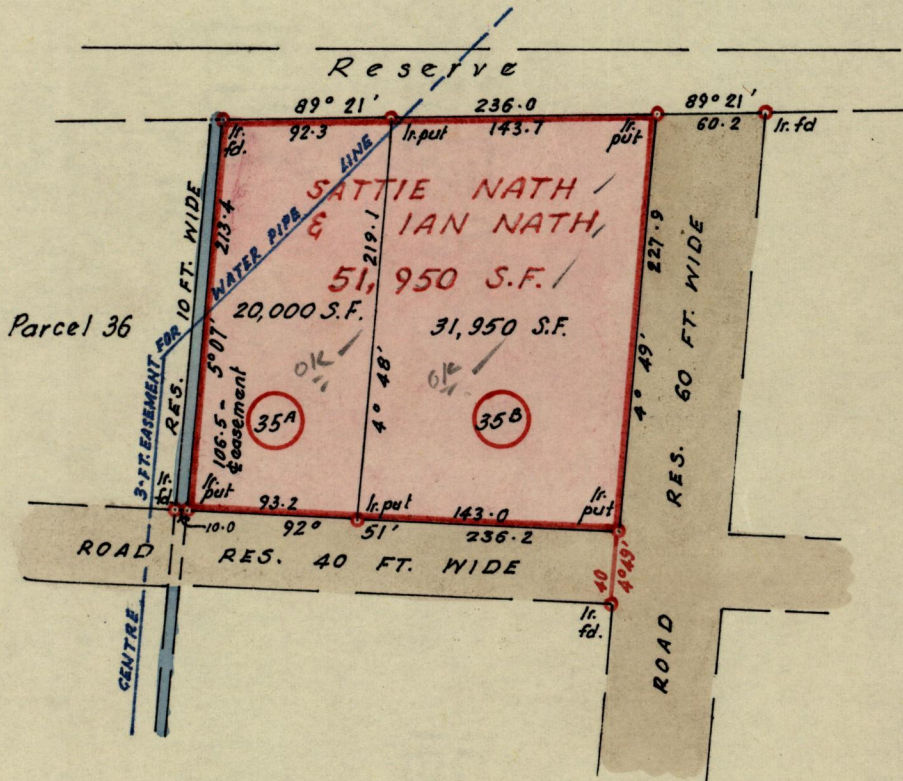 Reserve
89° 21'
236.0
89° 21'
Ir. fd.
92.3
Ir. put
143.7
Ir. put
60.2
Ir. fd
SATTIE NATH
& IAN NATH
51,950 S.F.
20,000 S.F.
31,950 S.F.
ok
ok
35A
35B
213.4
5° 07'
106.5 - ȼ easement
219.1
4° 48'
227.9
4° 49'
Parcel 36
RES. 10 FT. WIDE
CENTRE 3-FT. EASEMENT FOR WATER PIPE LINE
ROAD RES. 60 FT. WIDE
Ir. fd
Ir. put
93.2
Ir. put
143.0
Ir. put
10.0
92° 51'
236.2
ROAD RES. 40 FT. WIDE
40
4° 49'
Ir. fd.